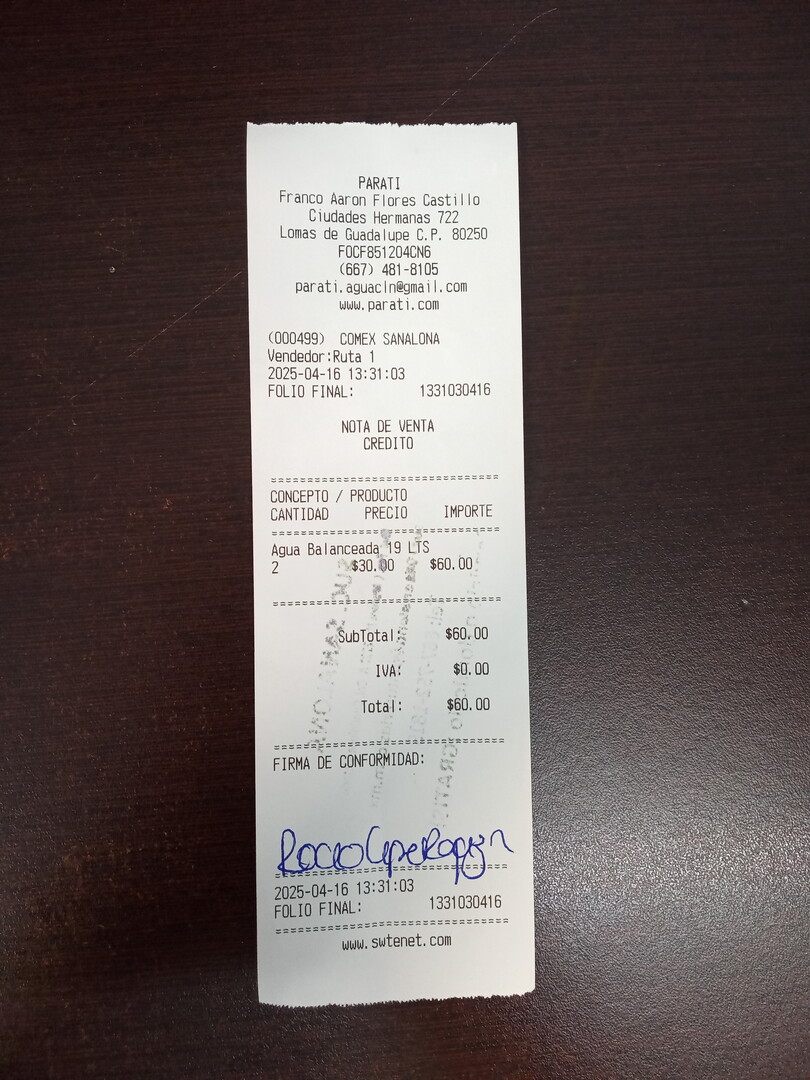 PARATI
Franco Aaron Flores Castillo
Ciudades Hermanas 722
Lomas de Guadalupe C.P. 80250
FOCF851204CN6
(667) 481-8105
parati.aguacln@gmail.com
www.parati.com
(000499) COMEX SANALONA
Vendedor:Ruta 1
2025-04-16 13:31:03
FOLIO FINAL: 1331030416
NOTA DE VENTA
CREDITO
==================================
CONCEPTO / PRODUCTO
CANTIDAD PRECIO IMPORTE
==================================
Agua Balanceada 19 LTS
2 $30.00 $60.00
==================================
SubTotal: $60.00
IVA: $0.00
Total: $60.00
==================================
FIRMA DE CONFORMIDAD:
==================================
2025-04-16 13:31:03
FOLIO FINAL: 1331030416
==================================
www.swtenet.com